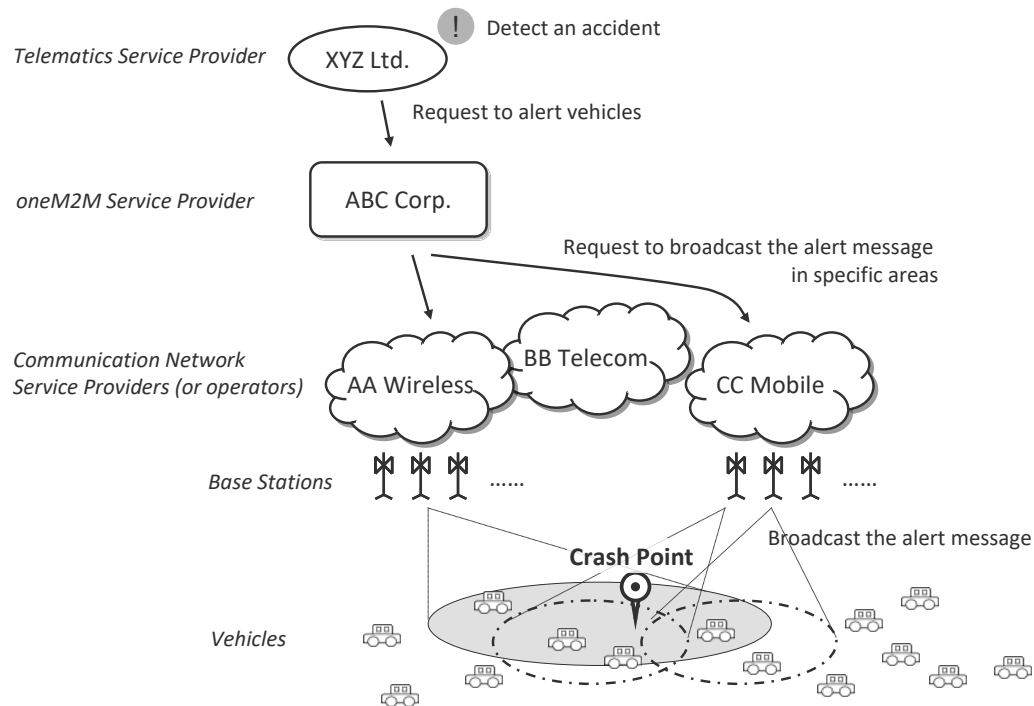 ! Detect an accident
Telematics Service Provider
XYZ Ltd.
Request to alert vehicles
oneM2M Service Provider
ABC Corp.
Request to broadcast the alert message
in specific areas
Communication Network
Service Providers (or operators)
AA Wireless
BB Telecom
CC Mobile
Base Stations
......
......
Broadcast the alert message
Crash Point
Vehicles